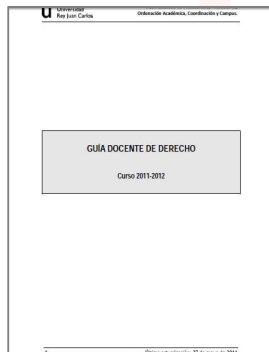 u Universidad
Rey Juan Carlos
Ordenación Académica, Coordinación y Campus.
GUÍA DOCENTE DE DERECHO
Curso 2011-2012